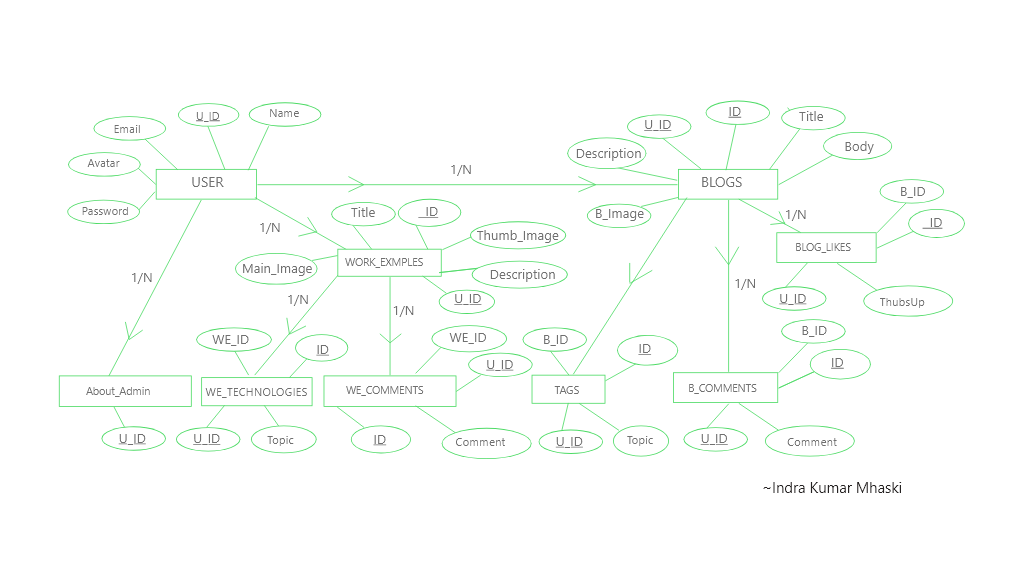 ID
U_ID
Name
Title
Email
U_ID
Body
Description
Avatar
1/N
USER
BLOGS
B_ID
Password
Title
_ID
B_Image
1/N
_ID
1/N
Thumb_Image
BLOG_LIKES
WORK_EXMPLES
Main_Image
Description
1/N
1/N
U_ID
1/N
U_ID
ThubsUp
1/N
WE_ID
WE_ID
B_ID
B_ID
ID
ID
U_ID
ID
About_Admin
WE_TECHNOLOGIES
WE_COMMENTS
TAGS
B_COMMENTS
U_ID
U_ID
Topic
ID
Comment
U_ID
Topic
U_ID
Comment
~Indra Kumar Mhaski